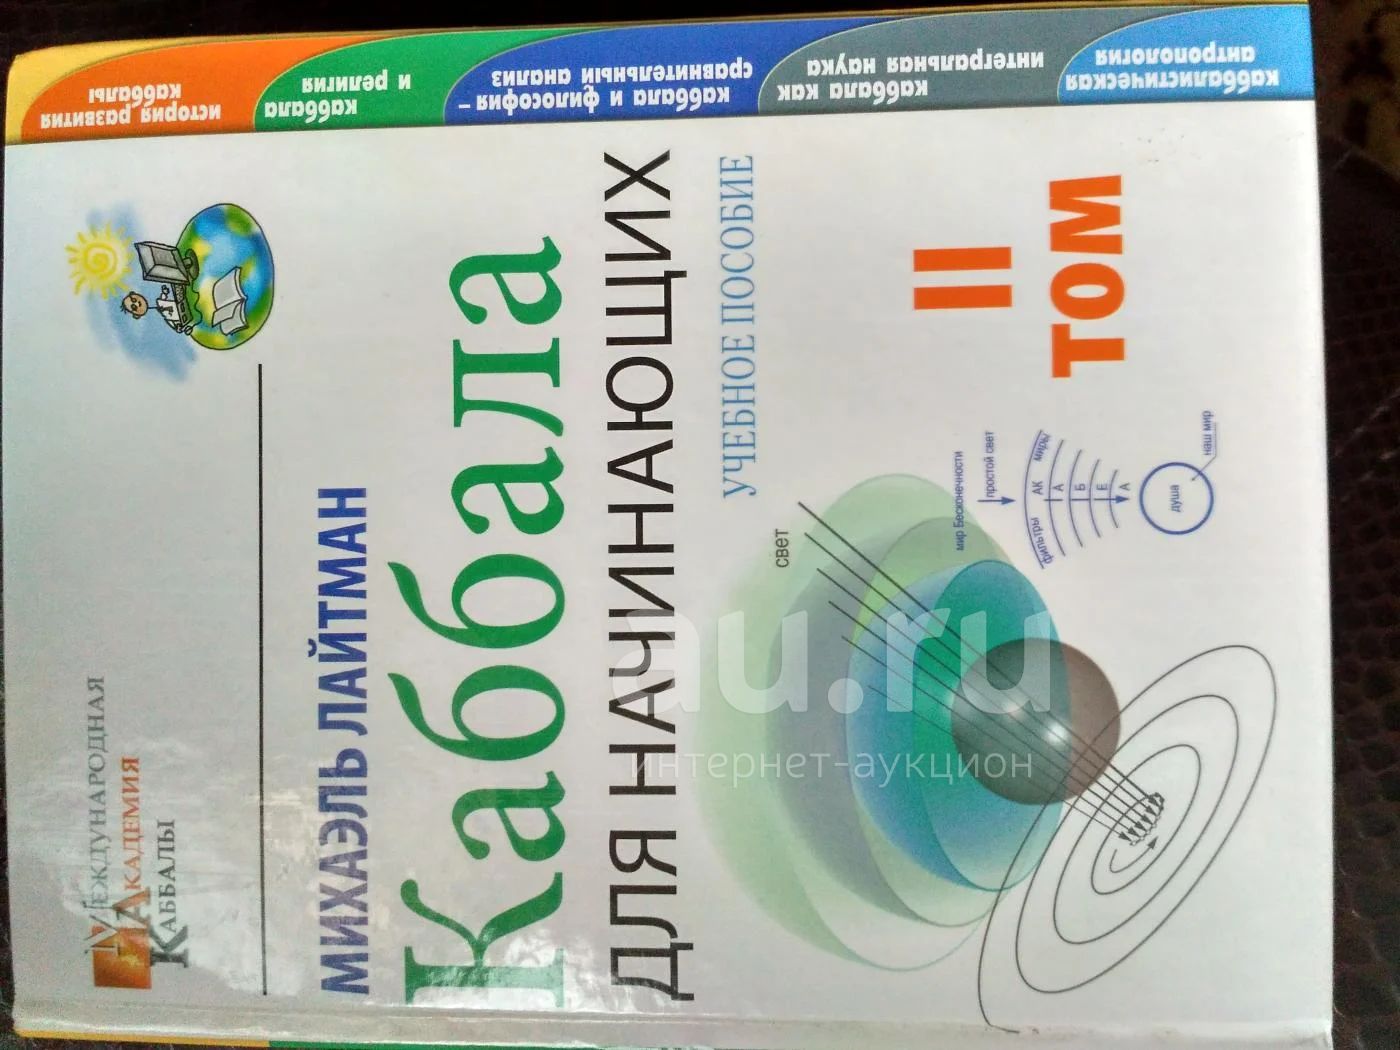 Международная
Академия
Каббалы
МИХАЭЛЬ ЛАЙТМАН
Каббала
ДЛЯ НАЧИНАЮЩИХ
УЧЕБНОЕ ПОСОБИЕ
II
ТОМ
свет
мир Бесконечности
простой свет
фильтры АК миры
А
Б
Е
А
душа
наш мир
история развития
каббалы
каббала
и религия
каббала и философия –
сравнительный анализ
каббала как
интегральная наука
каббалистическая
антропология
au.ru
интернет-аукцион